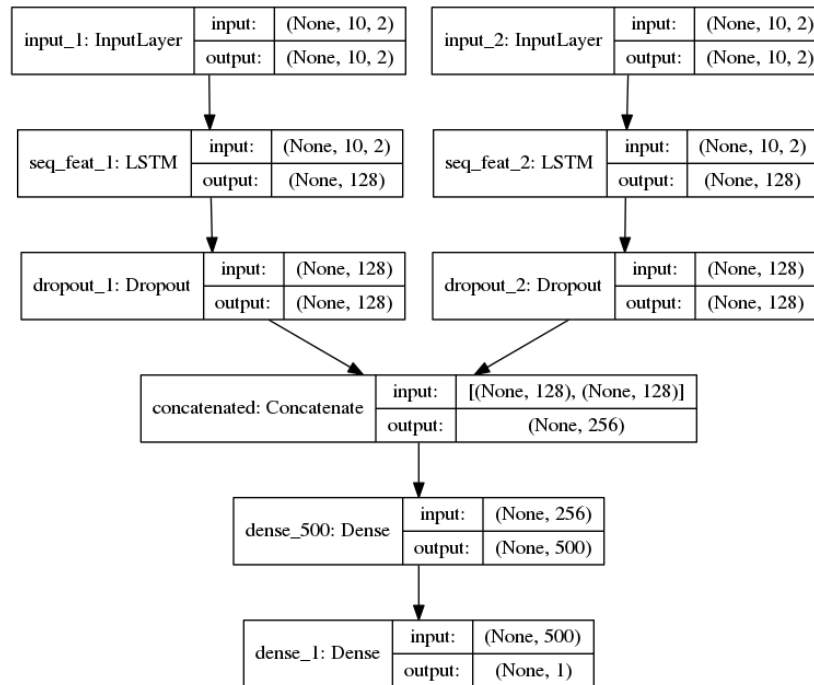 input_1: InputLayer
input: (None, 10, 2)
output: (None, 10, 2)
input_2: InputLayer
input: (None, 10, 2)
output: (None, 10, 2)
seq_feat_1: LSTM
input: (None, 10, 2)
output: (None, 128)
seq_feat_2: LSTM
input: (None, 10, 2)
output: (None, 128)
dropout_1: Dropout
input: (None, 128)
output: (None, 128)
dropout_2: Dropout
input: (None, 128)
output: (None, 128)
concatenated: Concatenate
input: [(None, 128), (None, 128)]
output: (None, 256)
dense_500: Dense
input: (None, 256)
output: (None, 500)
dense_1: Dense
input: (None, 500)
output: (None, 1)